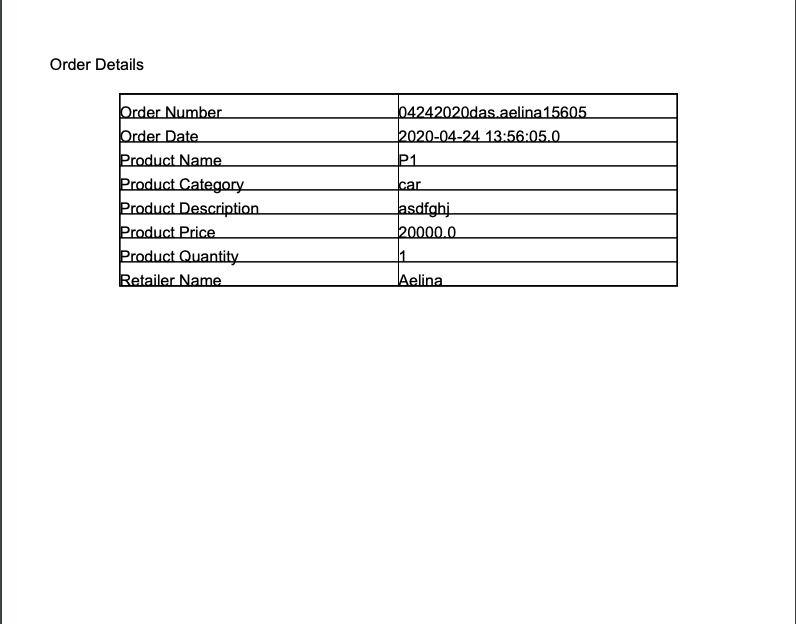 Order Details
Order Number 04242020das.aelina15605
Order Date 2020-04-24 13:56:05.0
Product Name P1
Product Category car
Product Description asdfghj
Product Price 20000.0
Product Quantity 1
Retailer Name Aelina